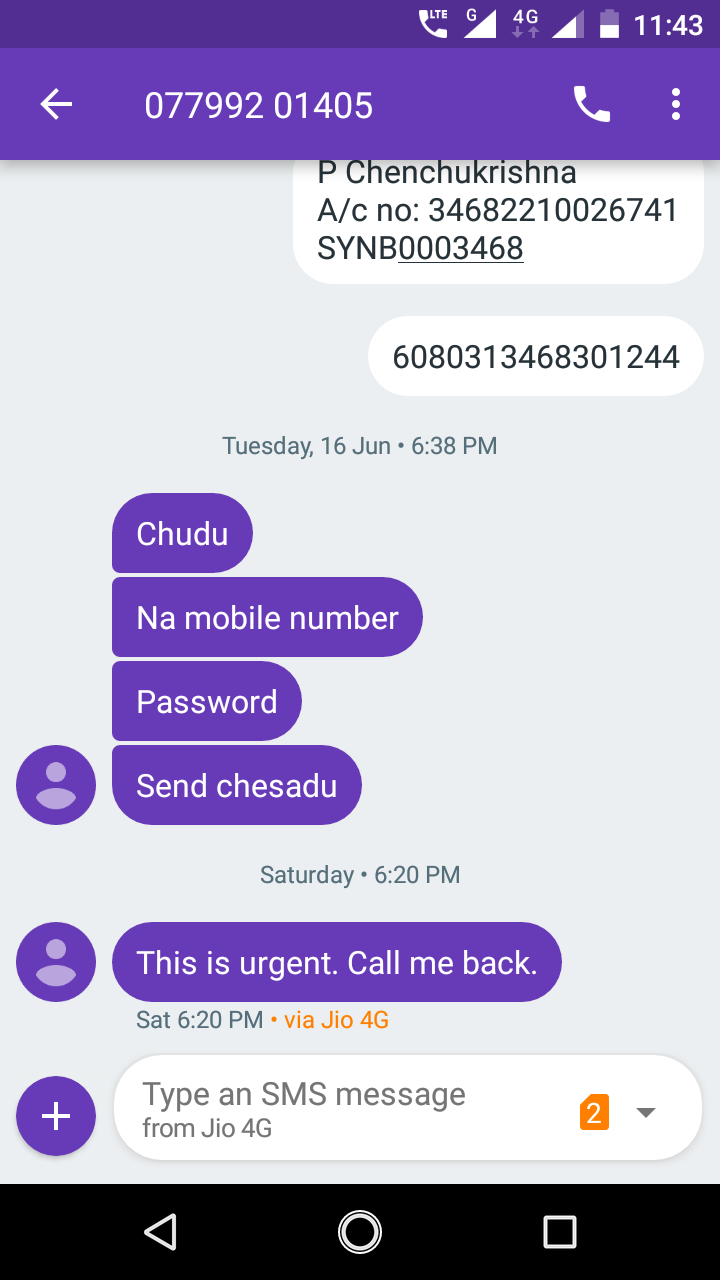 LTE G 4G 11:43
077992 01405
P Chenchukrishna
A/c no: 34682210026741
SYNB0003468
6080313468301244
Tuesday, 16 Jun • 6:38 PM
Chudu
Na mobile number
Password
Send chesadu
Saturday • 6:20 PM
This is urgent. Call me back.
Sat 6:20 PM • via Jio 4G
Type an SMS message
from Jio 4G
2